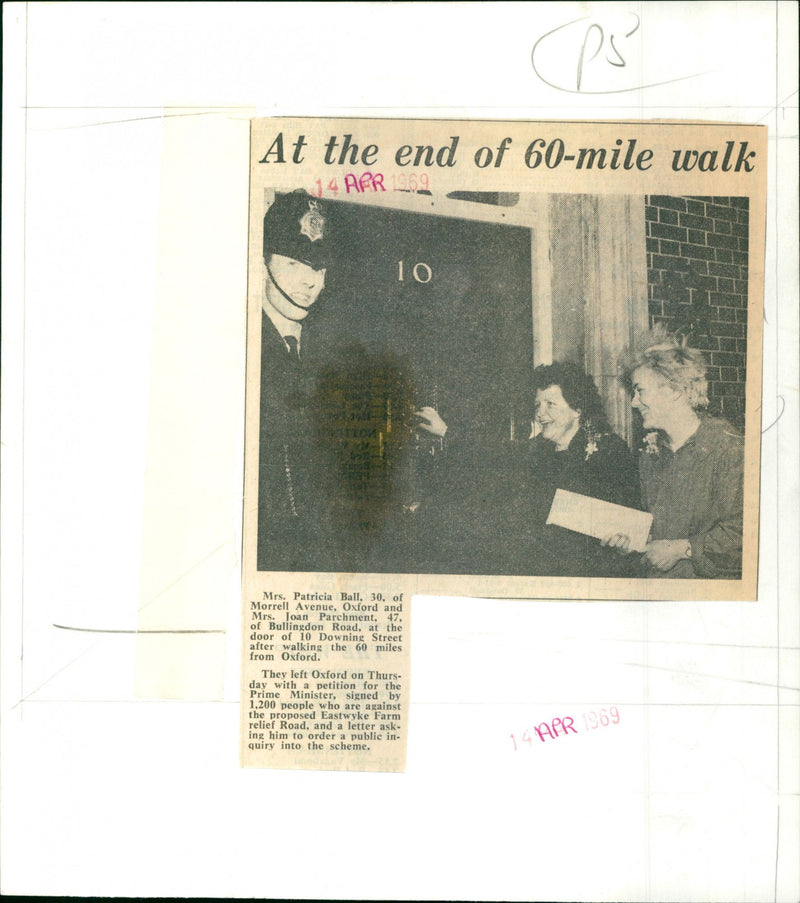 P5
At the end of 60-mile walk
14 APR 1969
10
Mrs. Patricia Ball, 30, of
Morrell Avenue, Oxford and
Mrs. Joan Parchment, 47,
of Bullingdon Road, at the
door of 10 Downing Street
after walking the 60 miles
from Oxford.
They left Oxford on Thurs-
day with a petition for the
Prime Minister, signed by
1,200 people who are against
the proposed Eastwyke Farm
relief Road, and a letter ask-
ing him to order a public in-
quiry into the scheme.
14 APR 1969